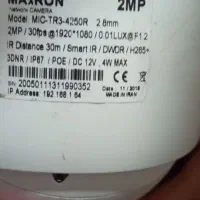 MAXRON 2MP
NETWORK CAMERA
Model: MIC-TR3-4250R 2.8mm
2MP / 30fps @1920*1080 / 0.01LUX@F1.2
IR Distance 30m / Smart IR / DWDR / H265+
3DNR / IP67 / POE / DC 12V , 4W MAX
SN: 20050111311990352
IP Address: 192.168.1.64
Date: 11 / 2018
MADE IN IRAN